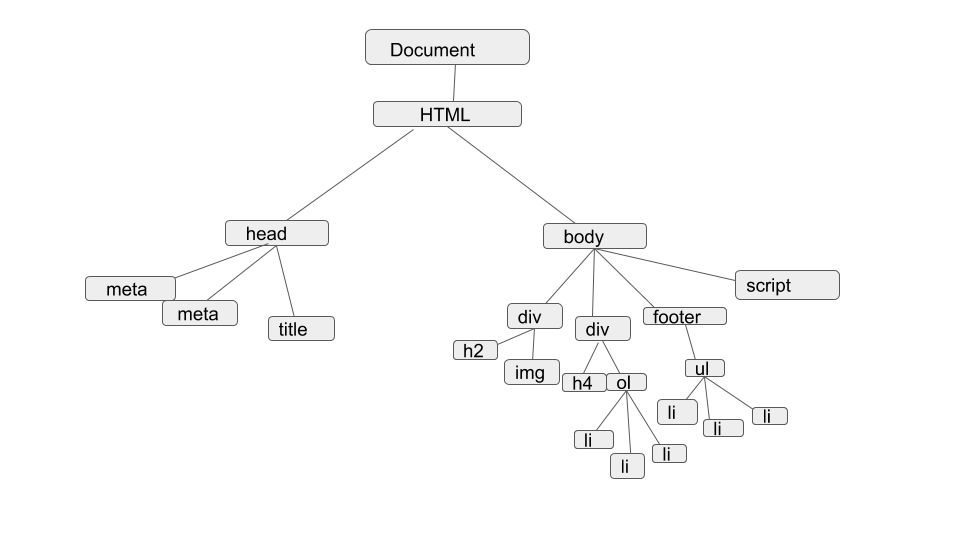 Document
HTML
head
body
meta
meta
title
script
div
div
footer
h2
img
h4
ol
ul
li
li
li
li
li
li